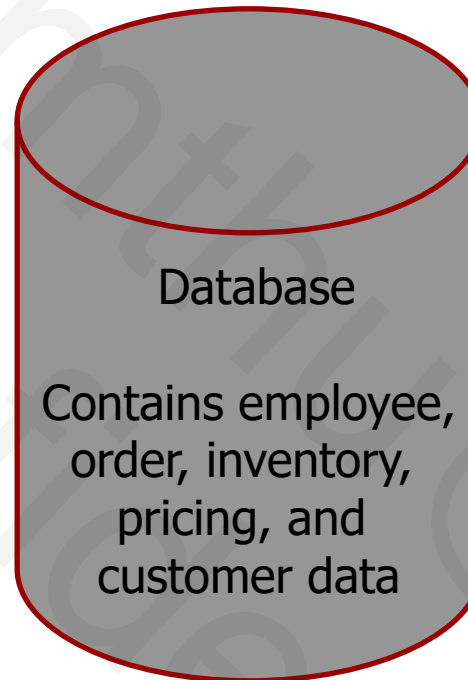 Database
Contains employee,
order, inventory,
pricing, and
customer data